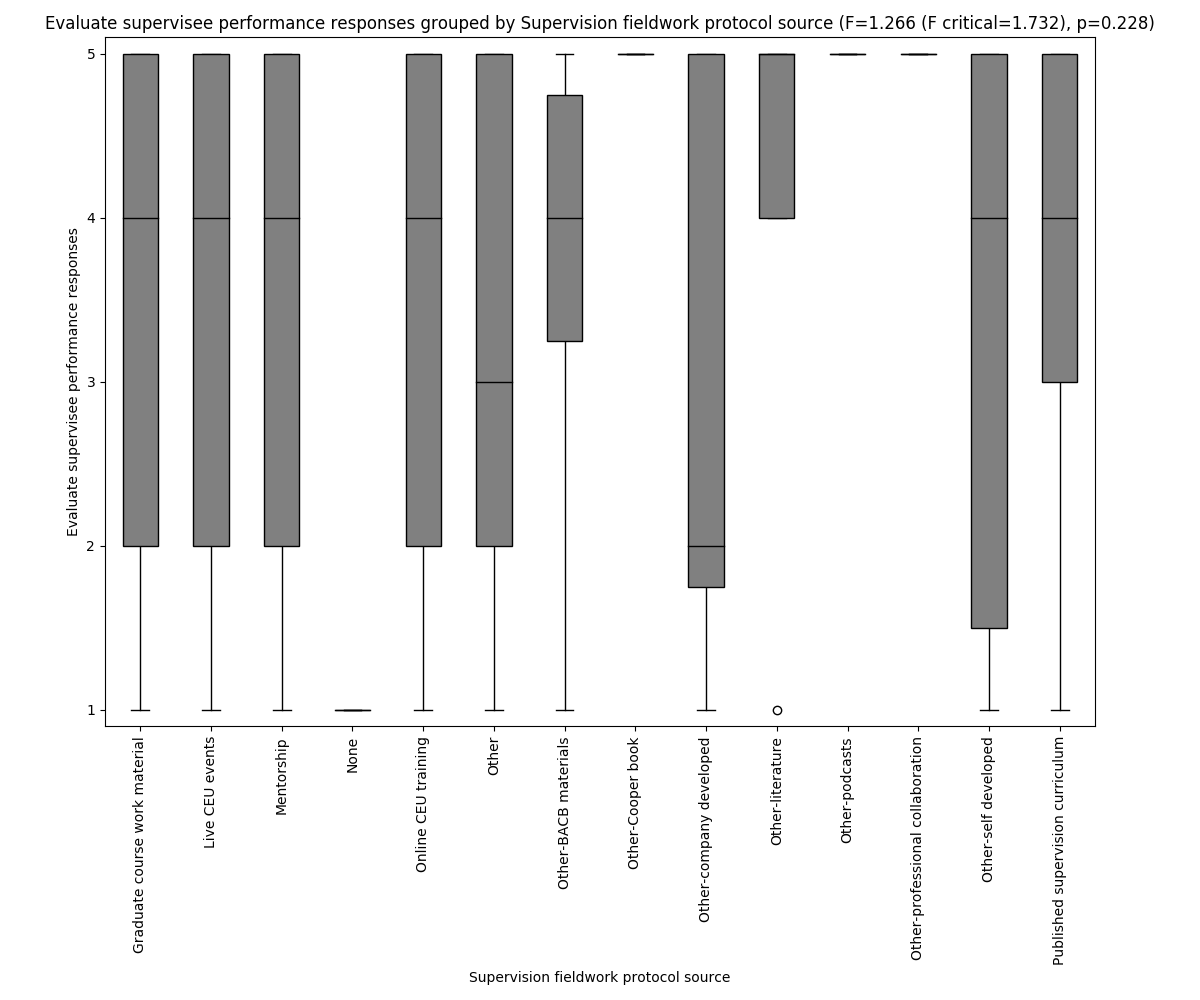 Evaluate supervisee performance responses grouped by Supervision fieldwork protocol source (F=1.266 (F critical=1.732), p=0.228)
Evaluate supervisee performance responses
5
4
3
2
1
Graduate course work material
Live CEU events
Mentorship
None
Online CEU training
Other
Other-BACB materials
Other-Cooper book
Other-company developed
Other-literature
Other-podcasts
Other-professional collaboration
Other-self developed
Published supervision curriculum
Supervision fieldwork protocol source